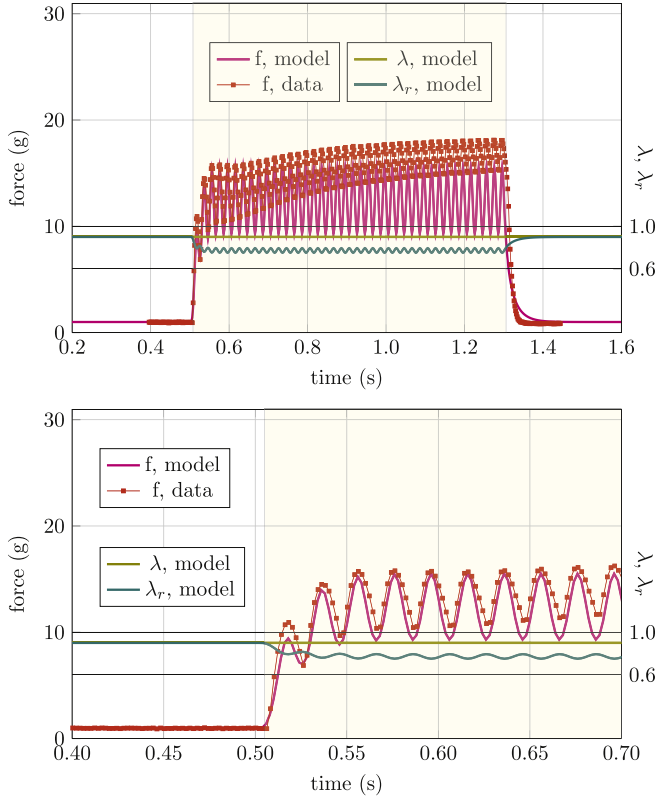 30
20
10
0
force (g)
f, model
f, data
λ, model
λr, model
λ, λr
1.0
0.6
0.2 0.4 0.6 0.8 1.0 1.2 1.4 1.6
time (s)
30
20
10
0
force (g)
f, model
f, data
λ, model
λr, model
λ, λr
1.0
0.6
0.40 0.45 0.50 0.55 0.60 0.65 0.70
time (s)